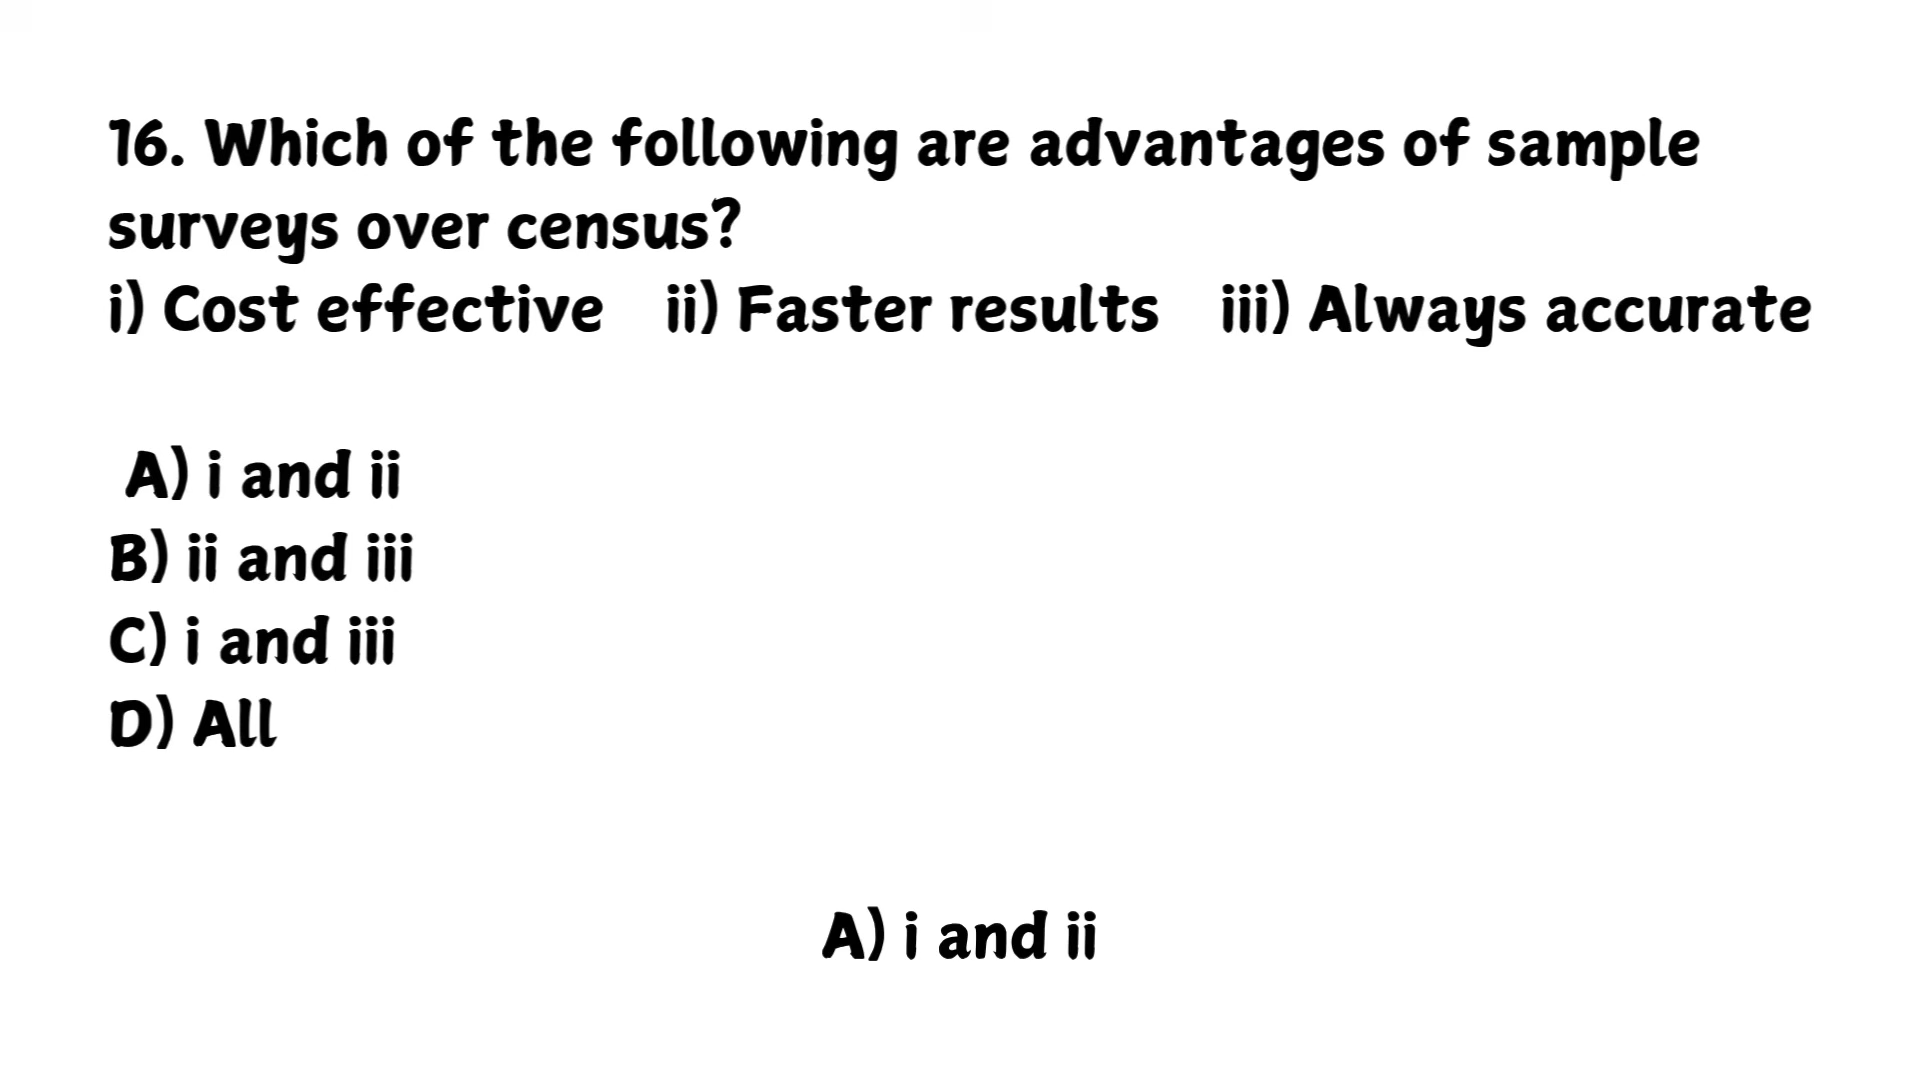 16. Which of the following are advantages of sample
surveys over census?
i) Cost effective ii) Faster results iii) Always accurate
A) i and ii
B) ii and iii
C) i and iii
D) All
A) i and ii